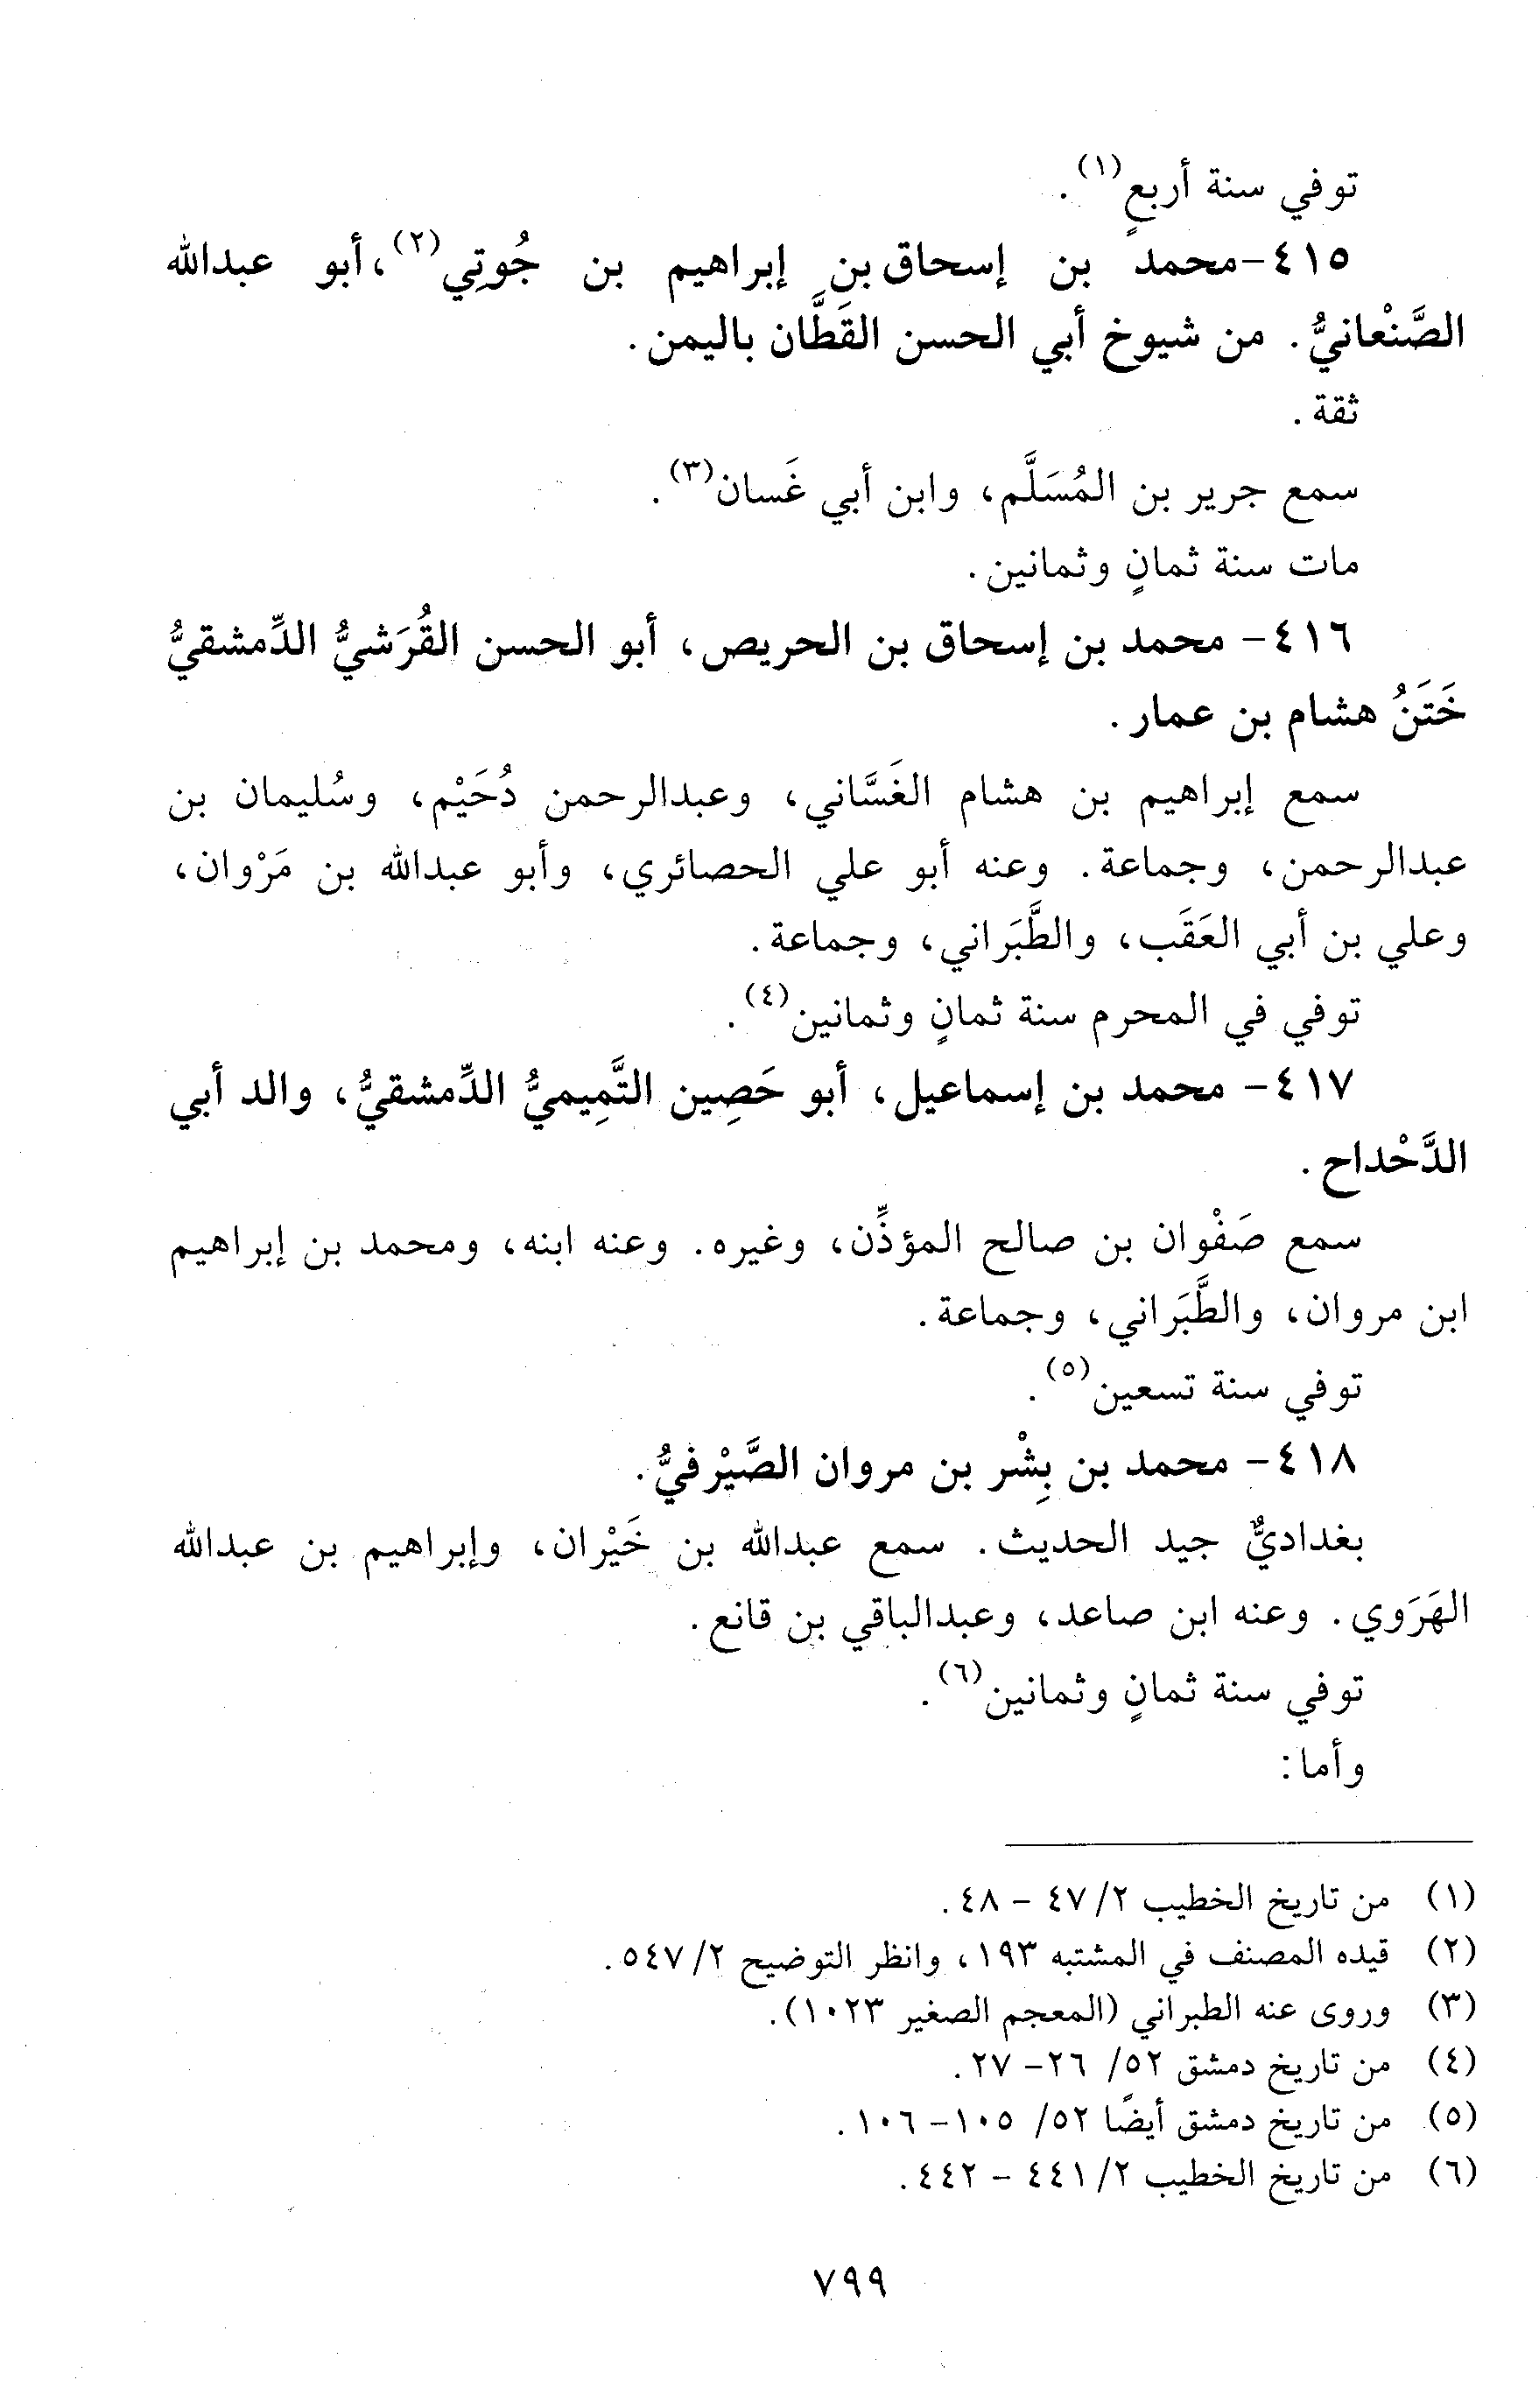 توفي سنة أربعٍ(١).
٤١٥-محمد بن إسحاق بن إبراهيم بن جُوتِي(٢)، أبو عبدالله
الصَّنْعانيُّ. من شيوخ أبي الحسن القَطَّان باليمن.
ثقة.
سمع جرير بن المُسَلَّم، وابن أبي غَسان(٣).
مات سنة ثمانٍ وثمانين.
٤١٦- محمد بن إسحاق بن الحريص، أبو الحسن القُرَشيُّ الدِّمشقيُّ
خَتَنُ هشام بن عمار.
سمع إبراهيم بن هشام الغَسَّاني، وعبدالرحمن دُحَيْم، وسُليمان بن
عبدالرحمن، وجماعة. وعنه أبو علي الحصائري، وأبو عبدالله بن مَرْوان،
وعلي بن أبي العَقَب، والطَّبَراني، وجماعة.
توفي في المحرم سنة ثمانٍ وثمانين(٤).
٤١٧- محمد بن إسماعيل، أبو حَصِين التَّمِيميُّ الدِّمشقيُّ، والد أبي
الدَّحْداح.
سمع صَفْوان بن صالح المؤذِّن، وغيره. وعنه ابنه، ومحمد بن إبراهيم
ابن مروان، والطَّبَراني، وجماعة.
توفي سنة تسعين(٥).
٤١٨- محمد بن بِشْر بن مروان الصَّيْرفيُّ.
بغداديٌّ جيد الحديث. سمع عبدالله بن خَيْران، وإبراهيم بن عبدالله
الهَرَوي. وعنه ابن صاعد، وعبدالباقي بن قانع.
توفي سنة ثمانٍ وثمانين(٦).
وأما:
(١) من تاريخ الخطيب ٢/ ٤٧ - ٤٨.
(٢) قيده المصنف في المشتبه ١٩٣، وانظر التوضيح ٢/ ٥٤٧.
(٣) وروى عنه الطبراني (المعجم الصغير ١٠٢٣).
(٤) من تاريخ دمشق ٥٢/ ٢٦- ٢٧.
(٥) من تاريخ دمشق أيضًا ٥٢/ ١٠٥- ١٠٦.
(٦) من تاريخ الخطيب ٢/ ٤٤١ - ٤٤٢.
٧٩٩